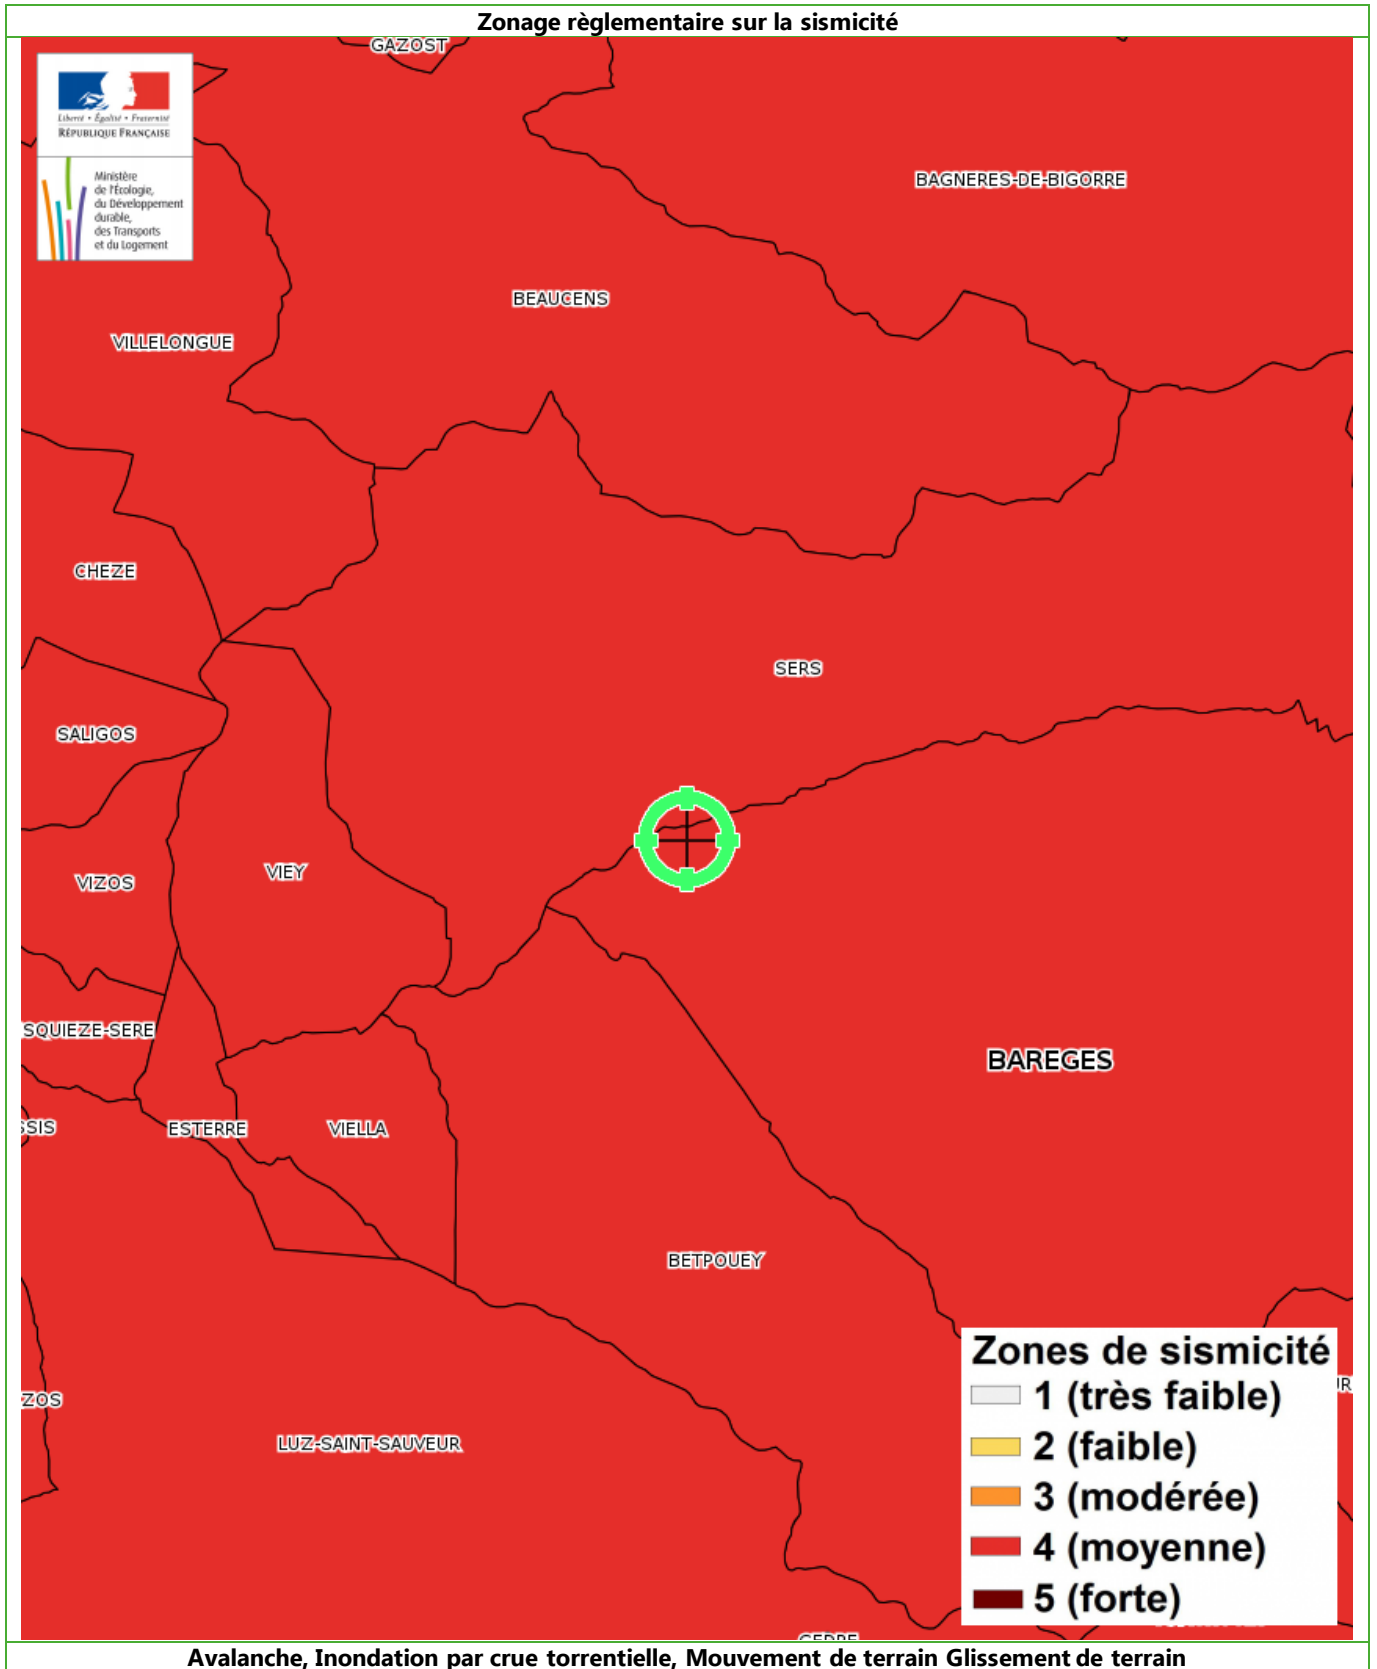 Zonage règlementaire sur la sismicité
GAZOST
Liberté • Égalité • Fraternité
RÉPUBLIQUE FRANÇAISE
Ministère
de l'Écologie,
du Développement
durable,
des Transports
et du Logement
BAGNERES-DE-BIGORRE
BEAUCENS
VILLELONGUE
CHEZE
SERS
SALIGOS
VIEY
VIZOS
SQUIEZE-SERE
BAREGES
SSIS
ESTERRE
VIELLA
BETPOUEY
ZOS
LUZ-SAINT-SAUVEUR
Zones de sismicité
1 (très faible)
2 (faible)
3 (modérée)
4 (moyenne)
5 (forte)
Avalanche, Inondation par crue torrentielle, Mouvement de terrain Glissement de terrain